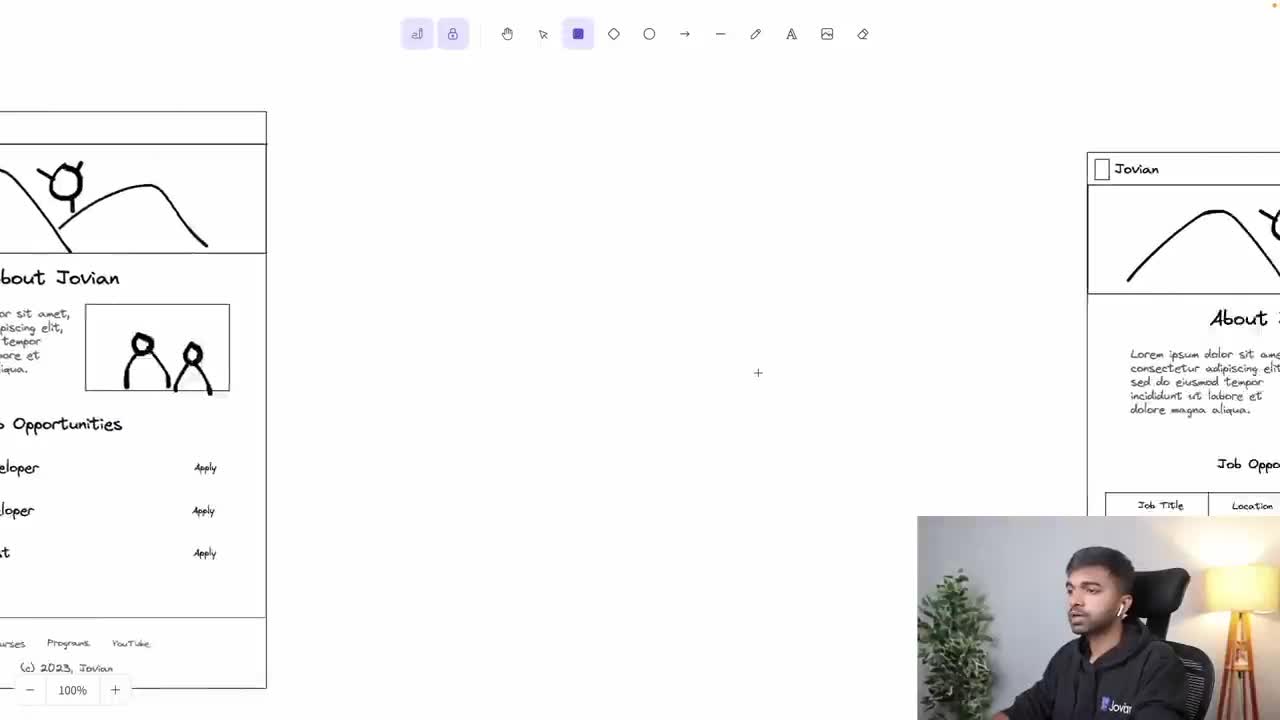 bout Jovian
or sit amet,
piscing elit,
tempor
ore et
iqua.
Opportunities
eloper Apply
loper Apply
t Apply
urses Programs YouTube
(c) 2023, Jovian
100%
Jovian
About
Lorem ipsum dolor sit ame
consectetur adipiscing elit
sed do eiusmod tempor
incididunt ut labore et
dolore magna aliqua.
Job Oppo
Job Title Location
Jovian